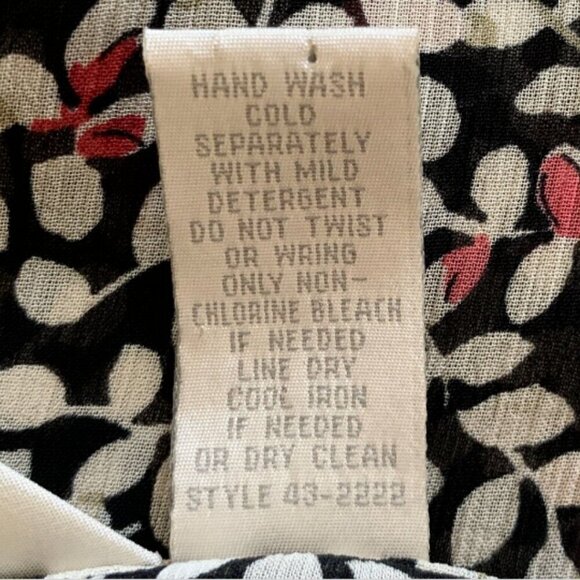 HAND WASH
COLD
SEPARATELY
WITH MILD
DETERGENT
DO NOT TWIST
OR WRING
ONLY NON-
CHLORINE BLEACH
IF NEEDED
LINE DRY
COOL IRON
IF NEEDED
OR DRY CLEAN
STYLE 43-2222